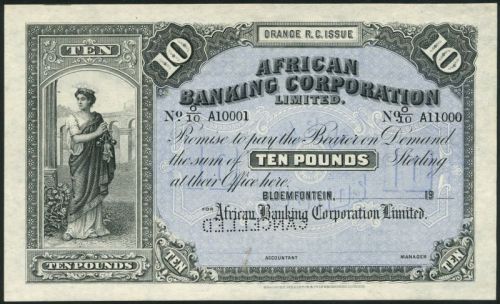 TEN
10
ORANGE R.C. ISSUE
10
AFRICAN
BANKING CORPORATION
LIMITED.
No. O/10 A10001
No. O/10 A11000
Promise to pay the Bearer on Demand
the sum of TEN POUNDS Sterling
at their Office here.
BLOEMFONTEIN, 19
FOR African Banking Corporation Limited.
CANCELLED
ACCOUNTANT
MANAGER
TEN POUNDS
TEN
TEN